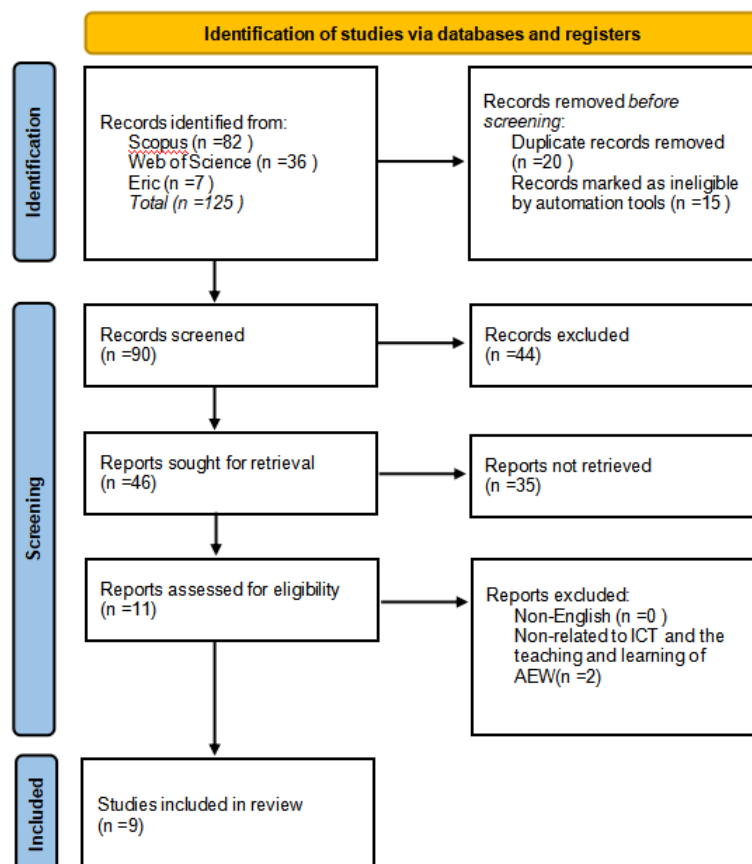 Identification of studies via databases and registers
Identification
Records identified from:
Scopus (n =82 )
Web of Science (n =36 )
Eric (n =7 )
Total (n =125 )
Records removed before
screening:
Duplicate records removed
(n =20 )
Records marked as ineligible
by automation tools (n =15 )
Screening
Records screened
(n =90)
Records excluded
(n =44)
Reports sought for retrieval
(n =46)
Reports not retrieved
(n =35)
Reports assessed for eligibility
(n =11)
Reports excluded:
Non-English (n =0 )
Non-related to ICT and the
teaching and learning of
AEW(n =2)
Included
Studies included in review
(n =9)